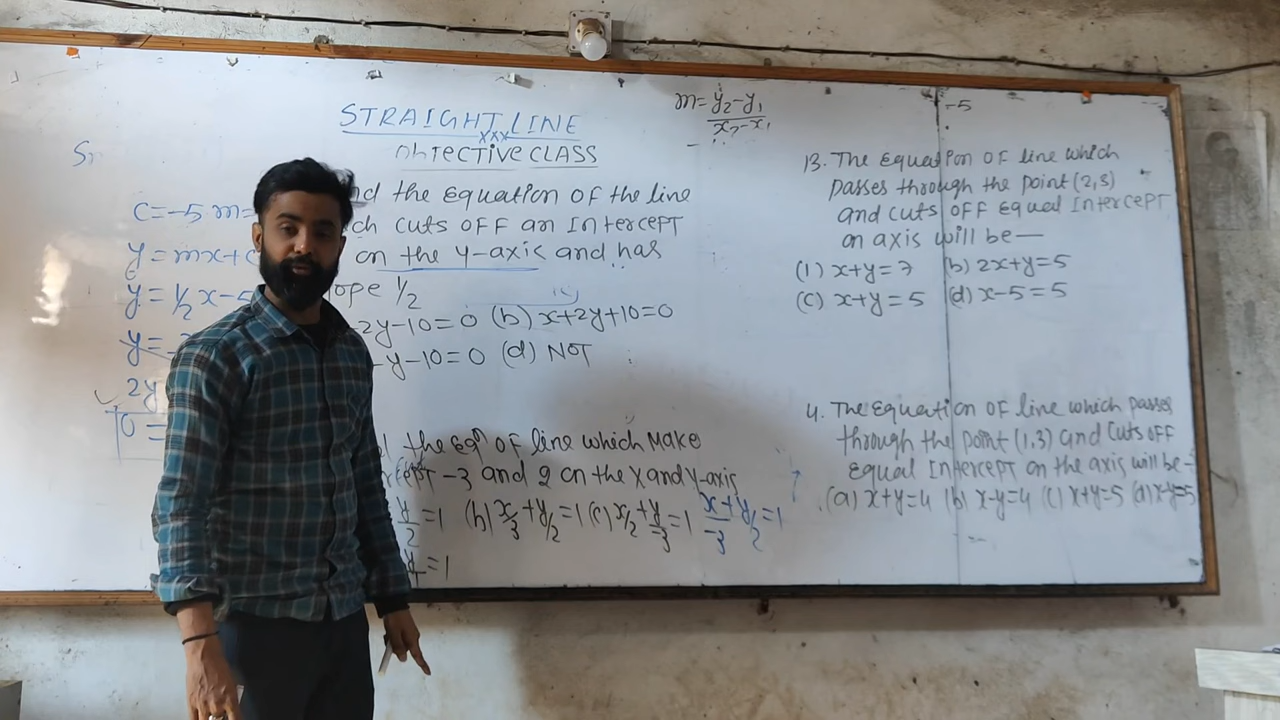 STRAIGHT LINE
xxx
ObjECTIVE CLASS
m=y₂-y₁/x₂-x₁
-5
C=-5 m=
y=mx+c
y=1/2x-5
2y
0=
the Equation of the line
cuts OFF an Intercept
on the y-axis and has
1/2
2y-10=0 (b) x+2y+10=0
-y-10=0 (d) NOT
the Eqⁿ OF line which Make
-3 and 2 on the X and Y-axis
y/2=1 (b) x/3+y/2=1 (c) x/2+y/-3=1 x/-3+y/2=1
=1
13. The Equation OF line which
passes through the point (2,3)
and cuts OFF Equal Intercept
on axis will be—
(1) x+y=7 (b) 2x+y=5
(c) x+y=5 (d) x-5=5
4. The Equation OF line which passes
through the point (1,3) and cuts OFF
Equal Intercept on the axis will be-
(a) x+y=4 (b) x-y=4 (c) x+y=5 (d) x-y=5